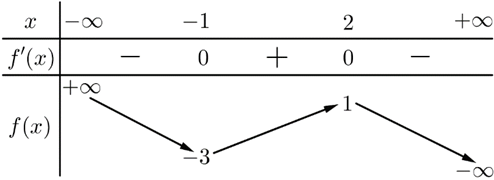 x −∞ −1 2 +∞
f′(x) − 0 + 0 −
+∞ 1
f(x)
−3 −∞